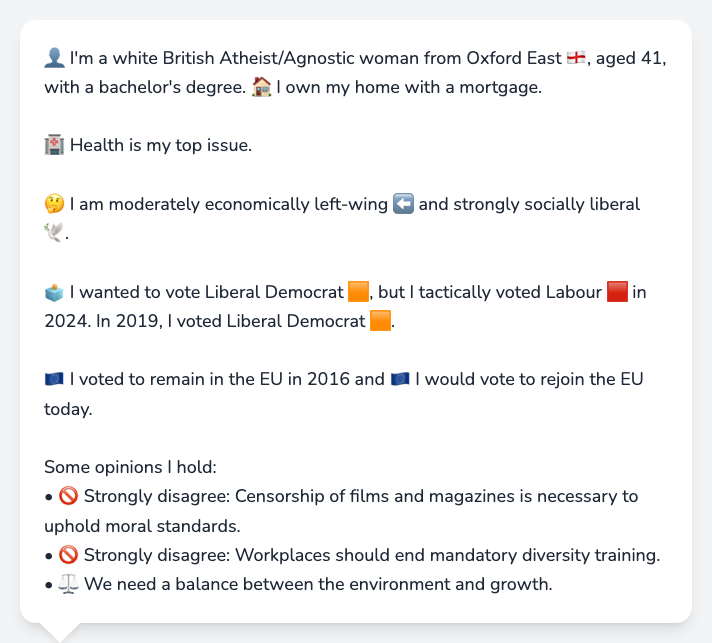 👤 I'm a white British Atheist/Agnostic woman from Oxford East 🏴󠁧󠁢󠁥󠁮󠁧󠁿, aged 41,
with a bachelor's degree. 🏠 I own my home with a mortgage.
🏥 Health is my top issue.
🤔 I am moderately economically left-wing ⬅️ and strongly socially liberal
🕊️.
🗳️ I wanted to vote Liberal Democrat 🟧, but I tactically voted Labour 🟥 in
2024. In 2019, I voted Liberal Democrat 🟧.
🇪🇺 I voted to remain in the EU in 2016 and 🇪🇺 I would vote to rejoin the EU
today.
Some opinions I hold:
• 🚫 Strongly disagree: Censorship of films and magazines is necessary to
uphold moral standards.
• 🚫 Strongly disagree: Workplaces should end mandatory diversity training.
• ⚖️ We need a balance between the environment and growth.